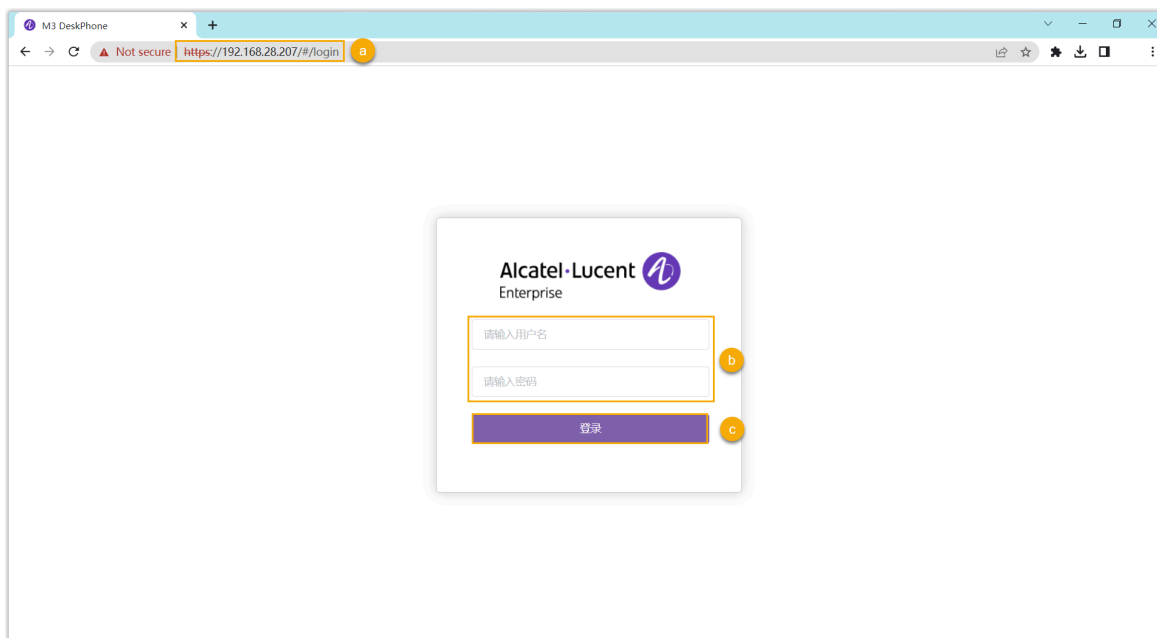 M3 DeskPhone
Not secure https://192.168.28.207/#/login a
Alcatel·Lucent
Enterprise
请输入用户名
b
请输入密码
登录 c